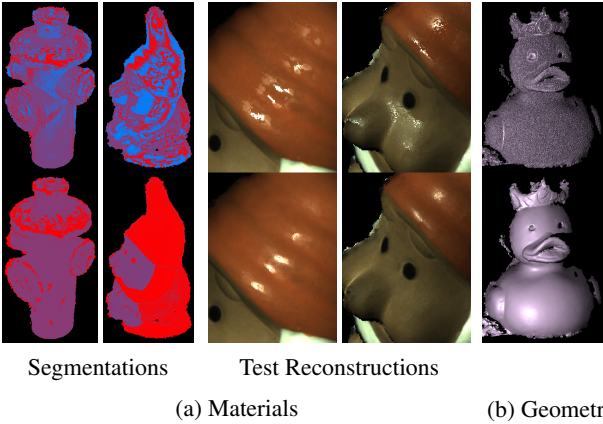 Segmentations
Test Reconstructions
(a) Materials
(b) Geometr